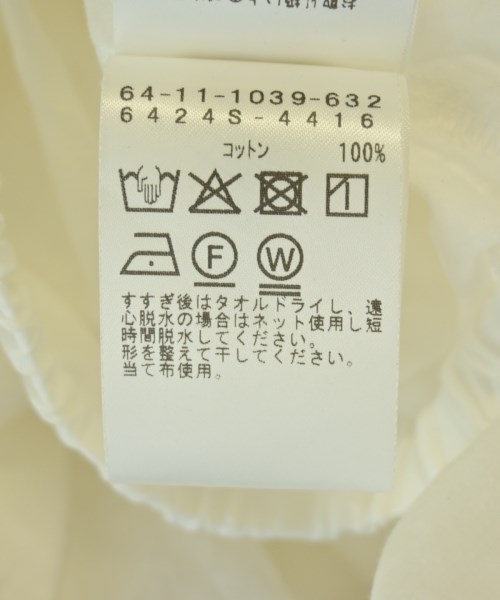 64-11-1039-632
6424S-4416
コットン 100%
F W
すすぎ後はタオルドライし、遠
心脱水の場合はネット使用し短
時間脱水してください。
形を整えて干してください。
当て布使用。